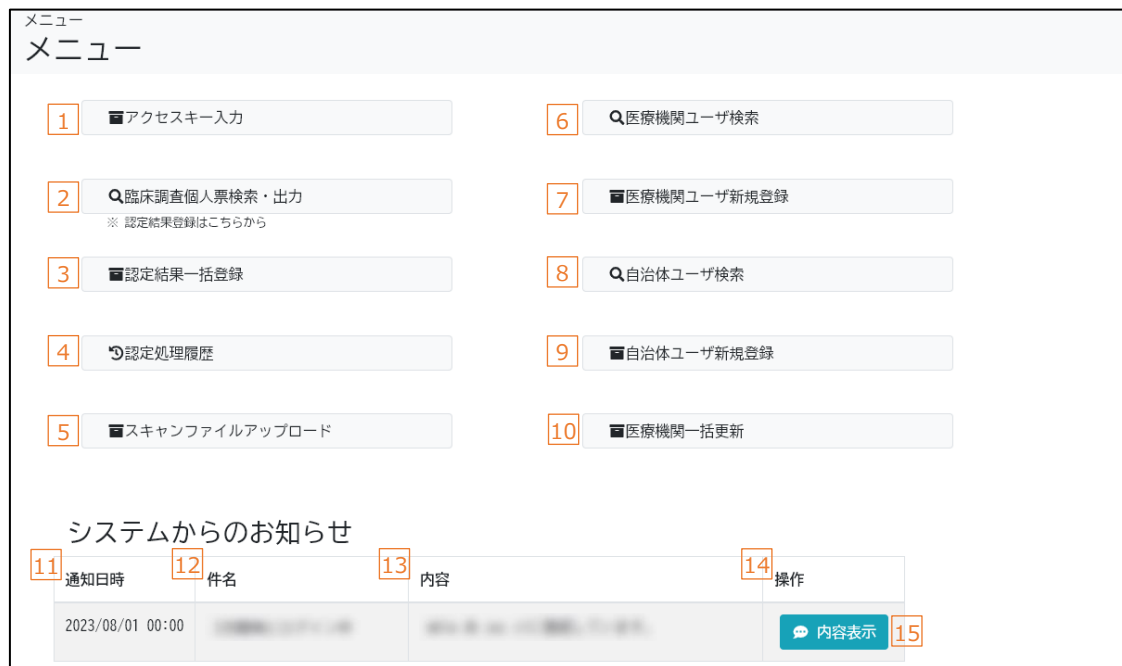 メニュー
メニュー
1 アクセスキー入力
2 臨床調査個人票検索・出力
※ 認定結果登録はこちらから
3 認定結果一括登録
4 認定処理履歴
5 スキャンファイルアップロード
6 医療機関ユーザ検索
7 医療機関ユーザ新規登録
8 自治体ユーザ検索
9 自治体ユーザ新規登録
10 医療機関一括更新
システムからのお知らせ
11 通知日時 12 件名 13 内容 14 操作
2023/08/01 00:00 内容表示 15